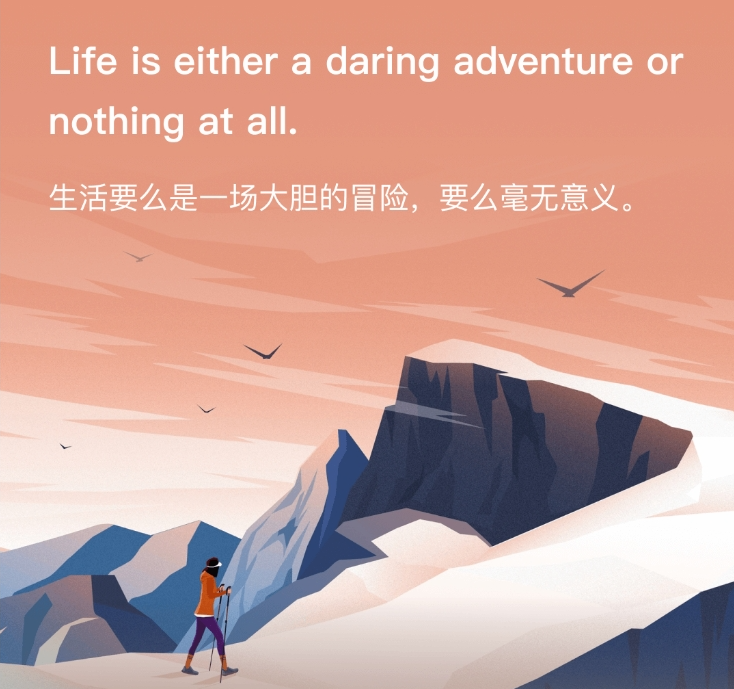 Life is either a daring adventure or
nothing at all.
生活要么是一场大胆的冒险，要么毫无意义。